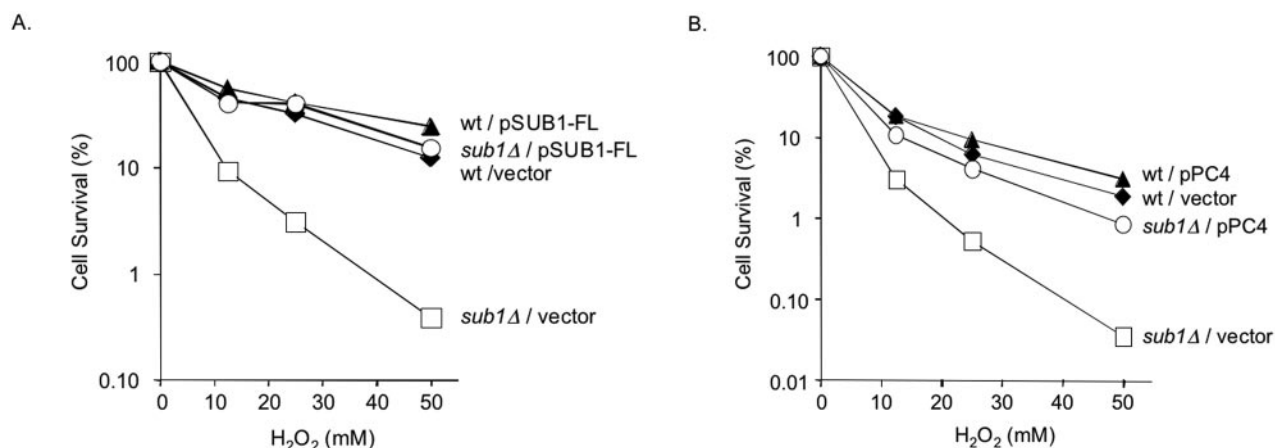 A.
Cell Survival (%)
100
10
1
0.10
0 10 20 30 40 50
H₂O₂ (mM)
wt / pSUB1-FL
sub1Δ / pSUB1-FL
wt /vector
sub1Δ / vector
B.
Cell Survival (%)
100
10
1
0.10
0.01
0 10 20 30 40 50
H₂O₂ (mM)
wt / pPC4
wt / vector
sub1Δ / pPC4
sub1Δ / vector